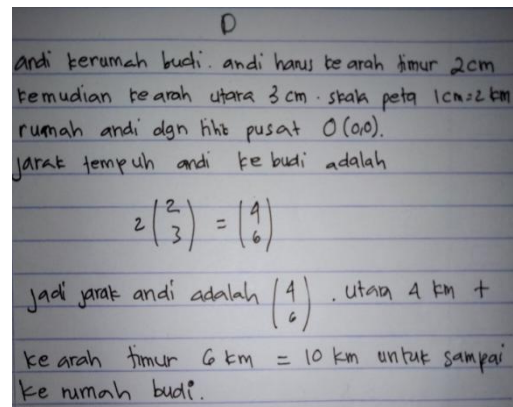 D
andi kerumah budi. andi harus ke arah timur 2cm
kemudian ke arah utara 3 cm. skala peta 1cm=2 km
rumah andi dgn titik pusat O (0,0).
jarak tempuh andi ke budi adalah
2 (2 3) = (4 6)
jadi jarak andi adalah (4 6). utara 4 km +
ke arah timur 6 km = 10 km untuk sampai
ke rumah budi.